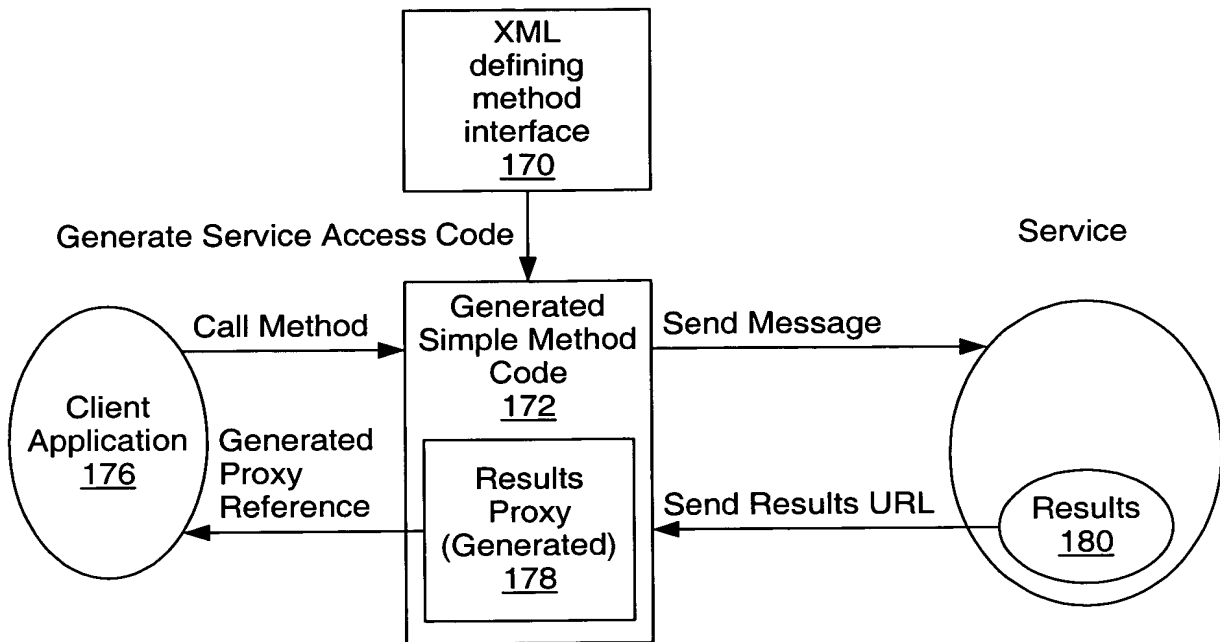 XML
defining
method
interface
170
Generate Service Access Code
Service
Call Method
Generated
Simple Method
Code
172
Send Message
Client
Application
176
Generated
Proxy
Reference
Results
Proxy
(Generated)
178
Send Results URL
Results
180